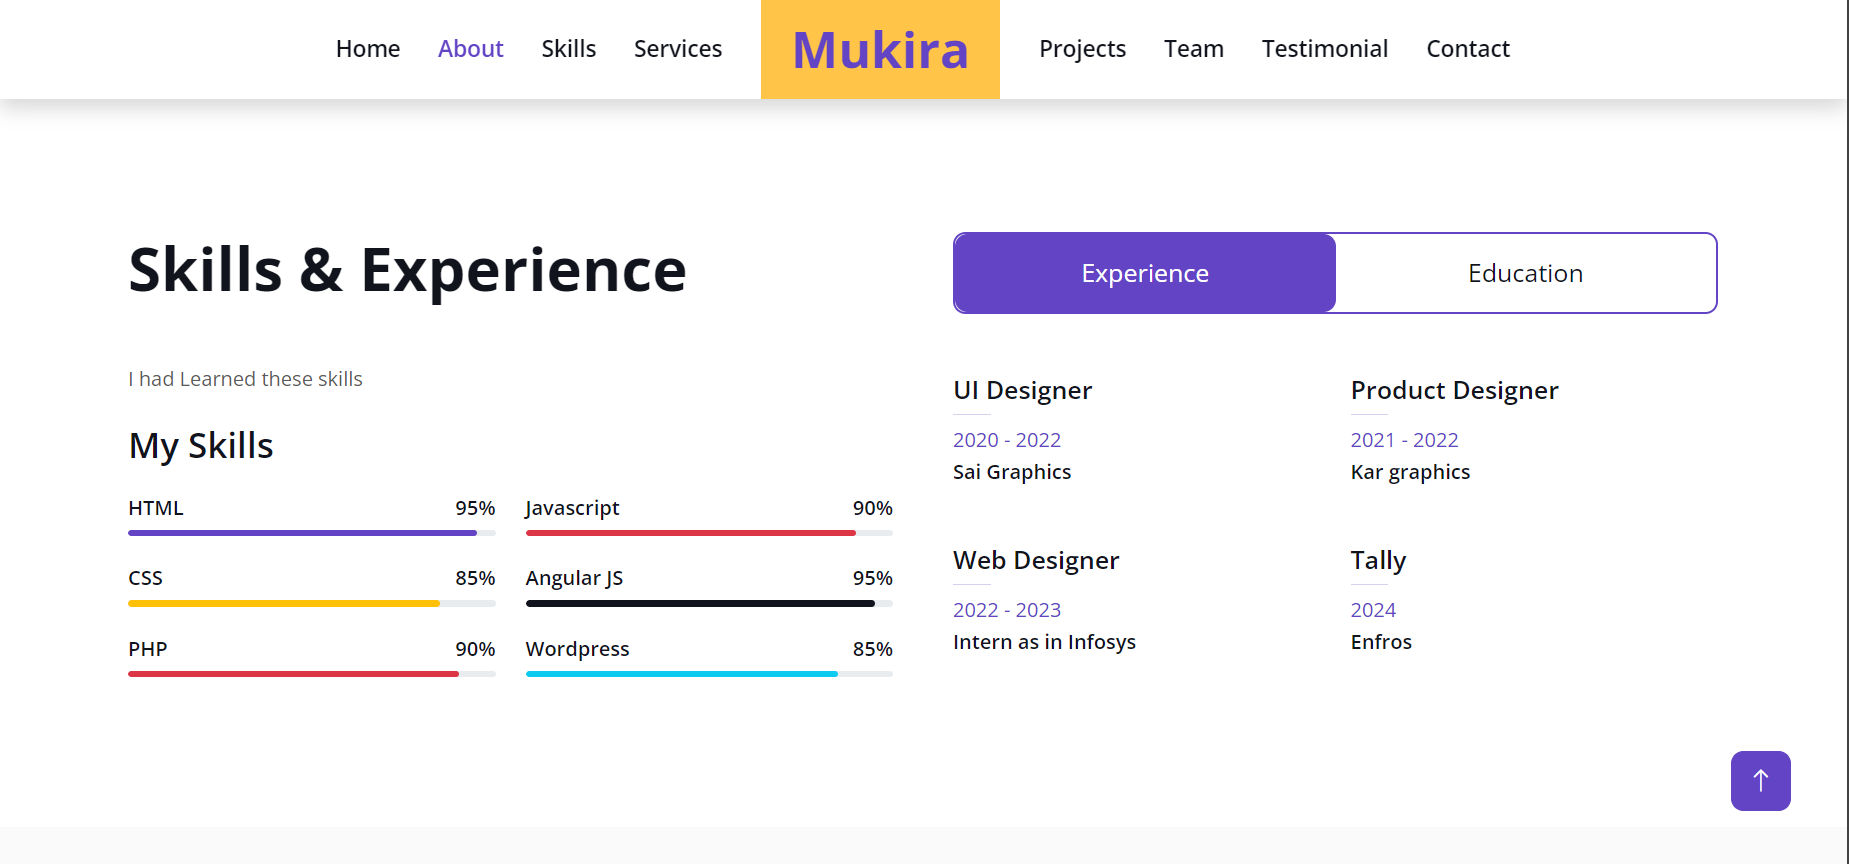 Home About Skills Services Mukira Projects Team Testimonial Contact
Skills & Experience
I had Learned these skills
My Skills
HTML 95%
Javascript 90%
CSS 85%
Angular JS 95%
PHP 90%
Wordpress 85%
Experience Education
UI Designer
2020 - 2022
Sai Graphics
Product Designer
2021 - 2022
Kar graphics
Web Designer
2022 - 2023
Intern as in Infosys
Tally
2024
Enfros